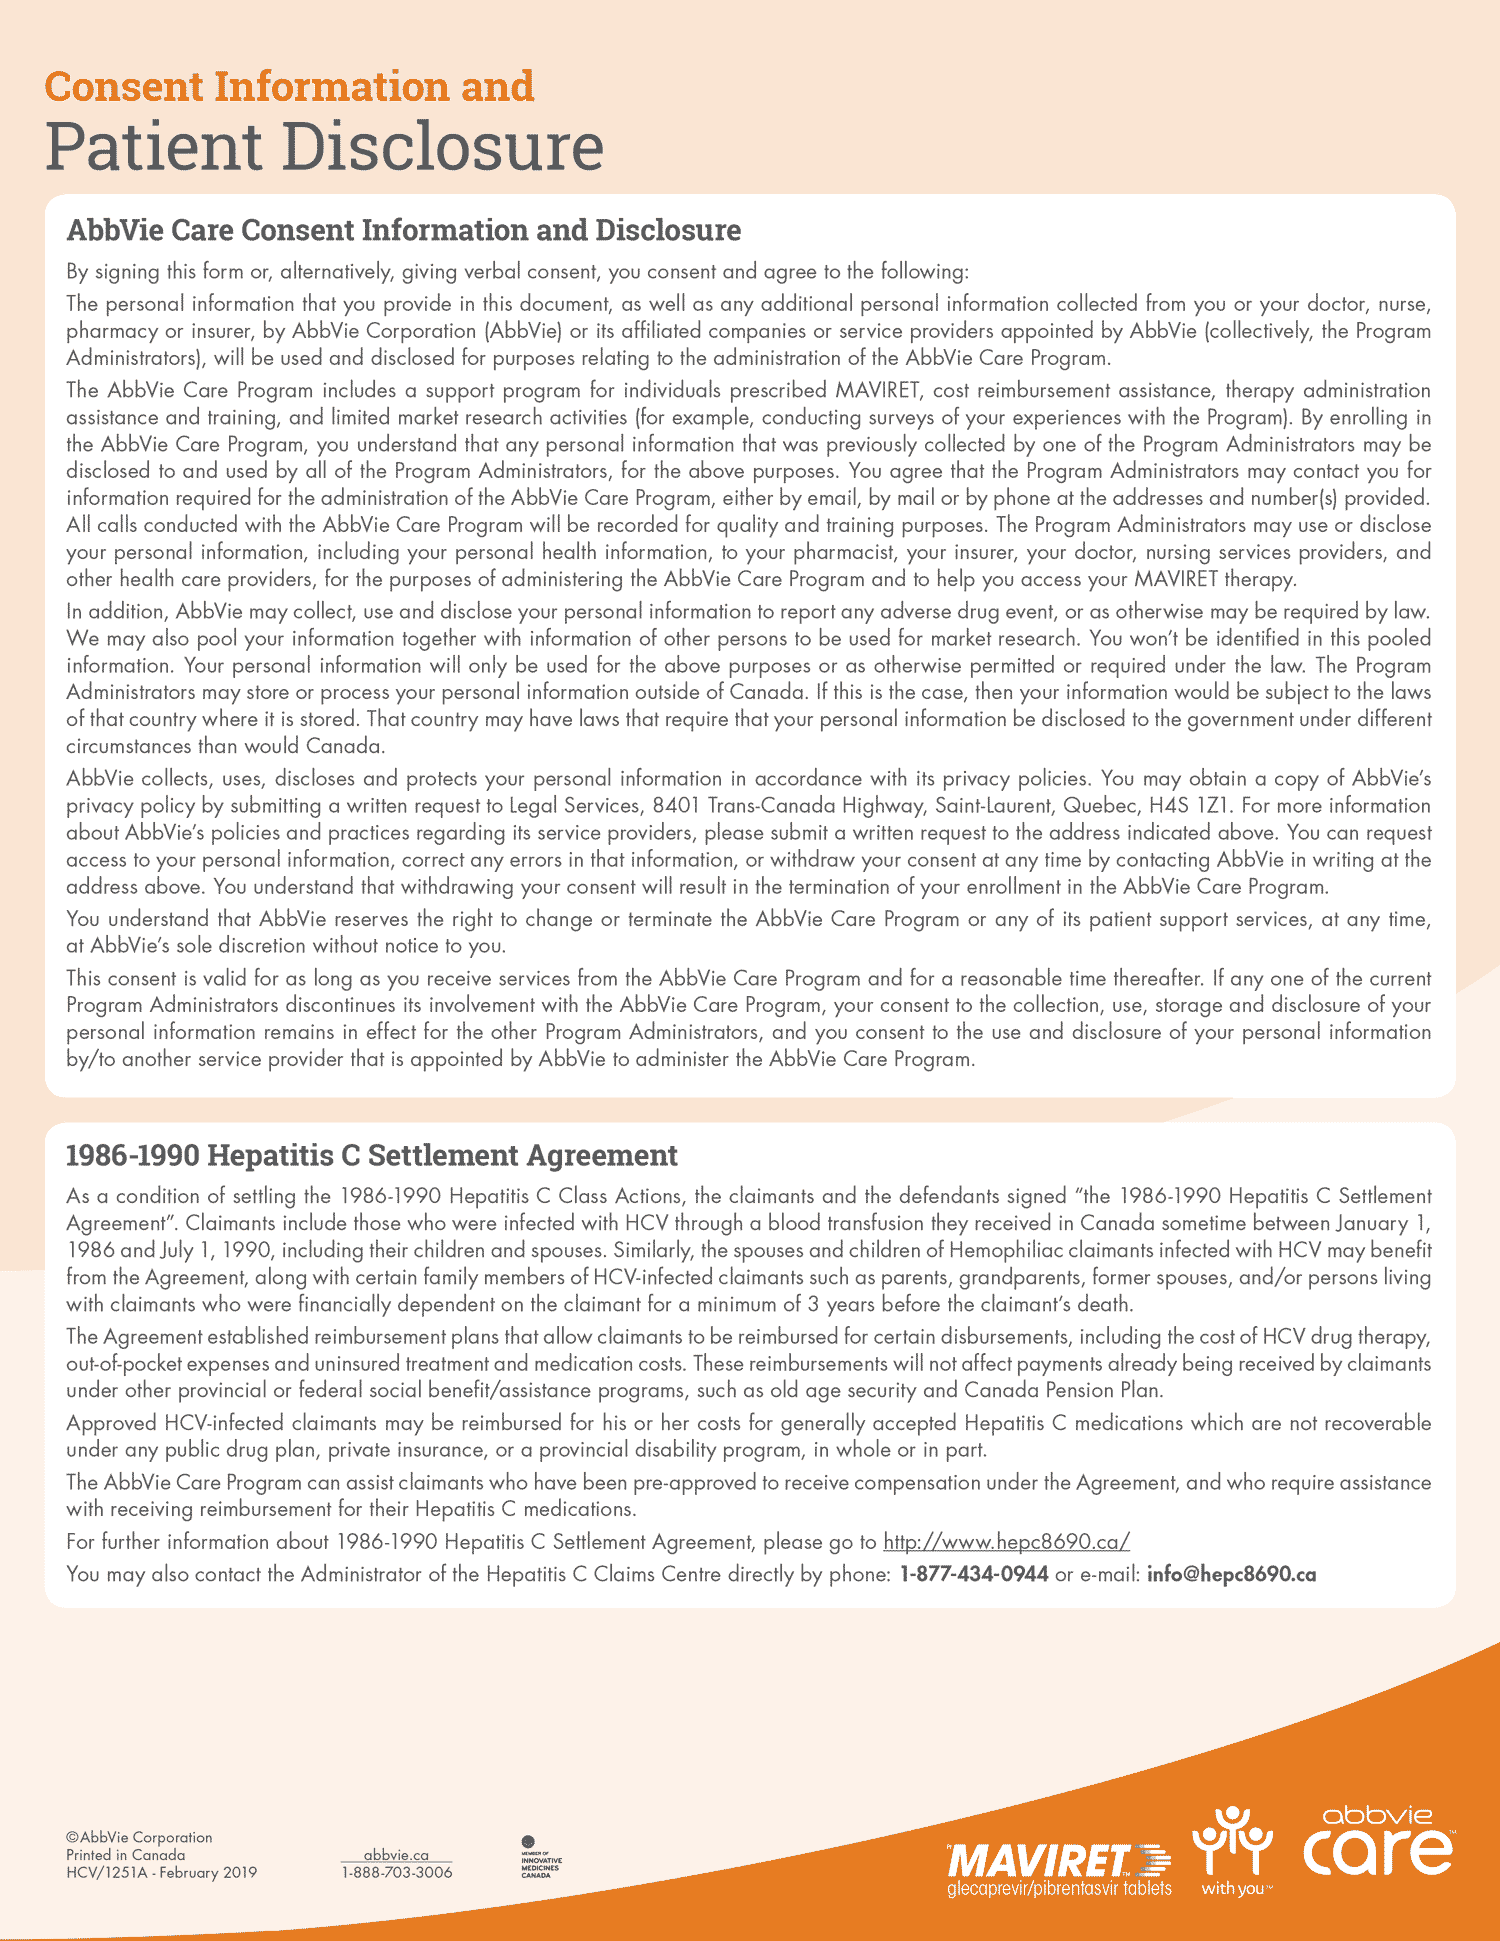 Consent Information and
Patient Disclosure
AbbVie Care Consent Information and Disclosure
By signing this form or, alternatively, giving verbal consent, you consent and agree to the following:
The personal information that you provide in this document, as well as any additional personal information collected from you or your doctor, nurse,
pharmacy or insurer, by AbbVie Corporation (AbbVie) or its affiliated companies or service providers appointed by AbbVie (collectively, the Program
Administrators), will be used and disclosed for purposes relating to the administration of the AbbVie Care Program.
The AbbVie Care Program includes a support program for individuals prescribed MAVIRET, cost reimbursement assistance, therapy administration
assistance and training, and limited market research activities (for example, conducting surveys of your experiences with the Program). By enrolling in
the AbbVie Care Program, you understand that any personal information that was previously collected by one of the Program Administrators may be
disclosed to and used by all of the Program Administrators, for the above purposes. You agree that the Program Administrators may contact you for
information required for the administration of the AbbVie Care Program, either by email, by mail or by phone at the addresses and number(s) provided.
All calls conducted with the AbbVie Care Program will be recorded for quality and training purposes. The Program Administrators may use or disclose
your personal information, including your personal health information, to your pharmacist, your insurer, your doctor, nursing services providers, and
other health care providers, for the purposes of administering the AbbVie Care Program and to help you access your MAVIRET therapy.
In addition, AbbVie may collect, use and disclose your personal information to report any adverse drug event, or as otherwise may be required by law.
We may also pool your information together with information of other persons to be used for market research. You won't be identified in this pooled
information. Your personal information will only be used for the above purposes or as otherwise permitted or required under the law. The Program
Administrators may store or process your personal information outside of Canada. If this is the case, then your information would be subject to the laws
of that country where it is stored. That country may have laws that require that your personal information be disclosed to the government under different
circumstances than would Canada.
AbbVie collects, uses, discloses and protects your personal information in accordance with its privacy policies. You may obtain a copy of AbbVie's
privacy policy by submitting a written request to Legal Services, 8401 Trans-Canada Highway, Saint-Laurent, Quebec, H4S 1Z1. For more information
about AbbVie's policies and practices regarding its service providers, please submit a written request to the address indicated above. You can request
access to your personal information, correct any errors in that information, or withdraw your consent at any time by contacting AbbVie in writing at the
address above. You understand that withdrawing your consent will result in the termination of your enrollment in the AbbVie Care Program.
You understand that AbbVie reserves the right to change or terminate the AbbVie Care Program or any of its patient support services, at any time,
at AbbVie's sole discretion without notice to you.
This consent is valid for as long as you receive services from the AbbVie Care Program and for a reasonable time thereafter. If any one of the current
Program Administrators discontinues its involvement with the AbbVie Care Program, your consent to the collection, use, storage and disclosure of your
personal information remains in effect for the other Program Administrators, and you consent to the use and disclosure of your personal information
by/to another service provider that is appointed by AbbVie to administer the AbbVie Care Program.
1986-1990 Hepatitis C Settlement Agreement
As a condition of settling the 1986-1990 Hepatitis C Class Actions, the claimants and the defendants signed “the 1986-1990 Hepatitis C Settlement
Agreement”. Claimants include those who were infected with HCV through a blood transfusion they received in Canada sometime between January 1,
1986 and July 1, 1990, including their children and spouses. Similarly, the spouses and children of Hemophiliac claimants infected with HCV may benefit
from the Agreement, along with certain family members of HCV-infected claimants such as parents, grandparents, former spouses, and/or persons living
with claimants who were financially dependent on the claimant for a minimum of 3 years before the claimant's death.
The Agreement established reimbursement plans that allow claimants to be reimbursed for certain disbursements, including the cost of HCV drug therapy,
out-of-pocket expenses and uninsured treatment and medication costs. These reimbursements will not affect payments already being received by claimants
under other provincial or federal social benefit/assistance programs, such as old age security and Canada Pension Plan.
Approved HCV-infected claimants may be reimbursed for his or her costs for generally accepted Hepatitis C medications which are not recoverable
under any public drug plan, private insurance, or a provincial disability program, in whole or in part.
The AbbVie Care Program can assist claimants who have been pre-approved to receive compensation under the Agreement, and who require assistance
with receiving reimbursement for their Hepatitis C medications.
For further information about 1986-1990 Hepatitis C Settlement Agreement, please go to http://www.hepc8690.ca/
You may also contact the Administrator of the Hepatitis C Claims Centre directly by phone: 1-877-434-0944 or e-mail: info@hepc8690.ca
©AbbVie Corporation
Printed in Canada
HCV/1251A - February 2019
abbvie.ca
1-888-703-3006
MEMBER OF
INNOVATIVE
MEDICINES
CANADA
MAVIRET™
glecaprevir/pibrentasvir tablets
with you™
abbvie
care™